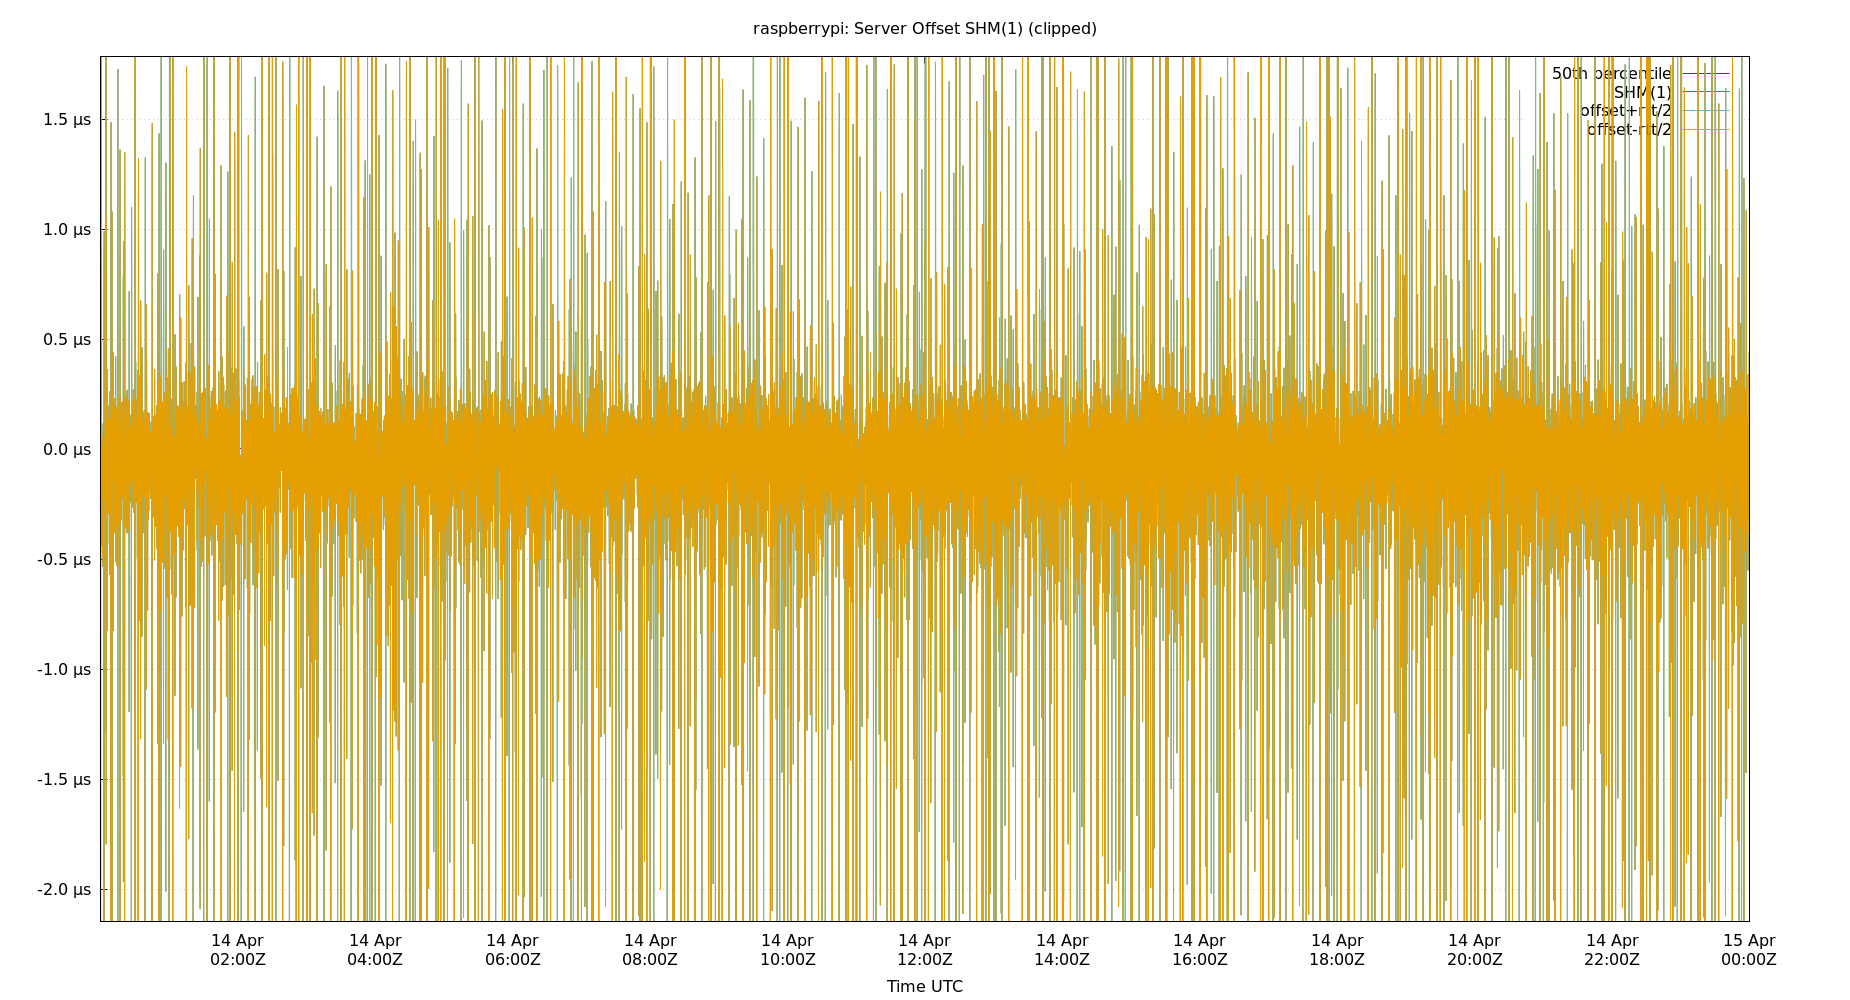 raspberrypi: Server Offset SHM(1) (clipped)
50th percentile
SHM(1)
offset+rtt/2
offset-rtt/2
1.5 µs
1.0 µs
0.5 µs
0.0 µs
-0.5 µs
-1.0 µs
-1.5 µs
-2.0 µs
14 Apr 14 Apr 14 Apr 14 Apr 14 Apr 14 Apr 14 Apr 14 Apr 14 Apr 14 Apr 14 Apr 15 Apr
02:00Z 04:00Z 06:00Z 08:00Z 10:00Z 12:00Z 14:00Z 16:00Z 18:00Z 20:00Z 22:00Z 00:00Z
Time UTC